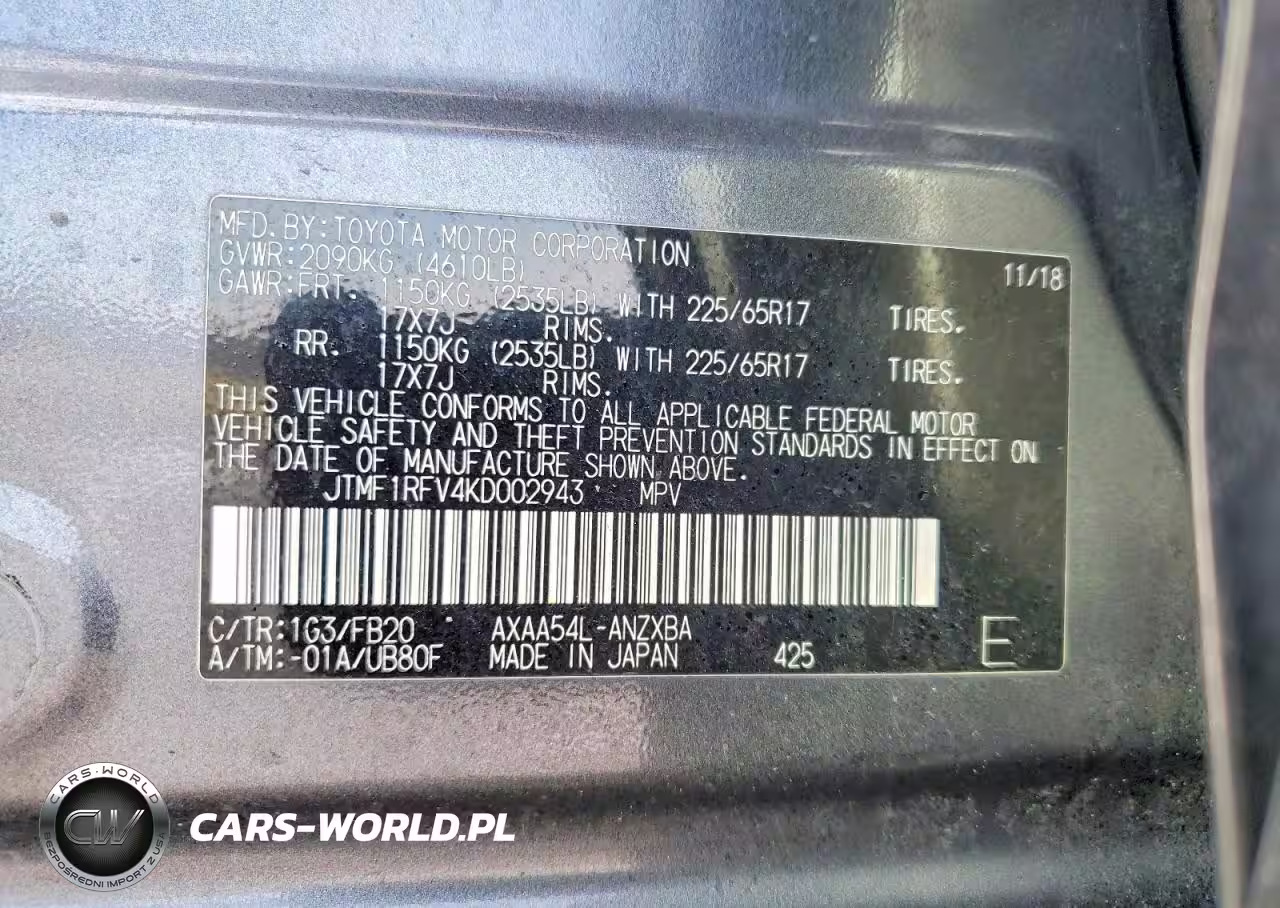 MFD. BY: TOYOTA MOTOR CORPORATION 11/18
GVWR: 2090KG (4610LB)
GAWR: FRT. 1150KG (2535LB) WITH 225/65R17 TIRES.
17X7J RIMS.
RR. 1150KG (2535LB) WITH 225/65R17 TIRES.
17X7J RIMS.
THIS VEHICLE CONFORMS TO ALL APPLICABLE FEDERAL MOTOR
VEHICLE SAFETY AND THEFT PREVENTION STANDARDS IN EFFECT ON
THE DATE OF MANUFACTURE SHOWN ABOVE.
JTMF1RFV4KD002943 MPV
C/TR: 1G3/FB20 AXAA54L-ANZXBA
A/TM: -01A/UB80F MADE IN JAPAN 425 E
CARS-WORLD
CW
BEZPOŚREDNI IMPORT Z USA
CARS-WORLD.PL